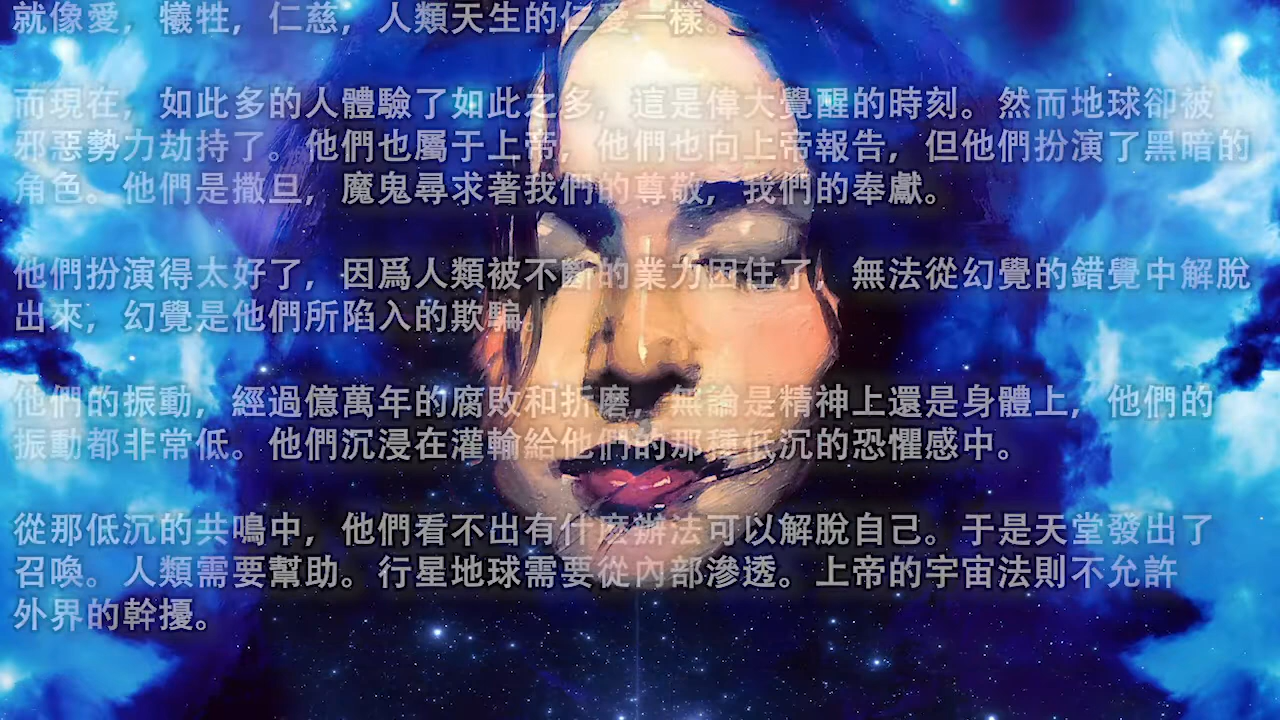 就像愛，犧牲，仁慈，人類天生的仁愛一樣。
而現在，如此多的人體驗了如此之多，這是偉大覺醒的時刻。然而地球卻被
邪惡勢力劫持了。他們也屬于上帝，他們也向上帝報告，但他們扮演了黑暗的
角色。他們是撒旦，魔鬼尋求著我們的尊敬，我們的奉獻。
他們扮演得太好了，因爲人類被不斷的業力困住了，無法從幻覺的錯覺中解脫
出來，幻覺是他們所陷入的欺騙。
他們的振動，經過億萬年的腐敗和折磨，無論是精神上還是身體上，他們的
振動都非常低。他們沉浸在灌輸給他們的那種低沉的恐懼感中。
從那低沉的共鳴中，他們看不出有什麽辦法可以解脫自己。于是天堂發出了
召喚。人類需要幫助。行星地球需要從內部滲透。上帝的宇宙法則不允許
外界的幹擾。